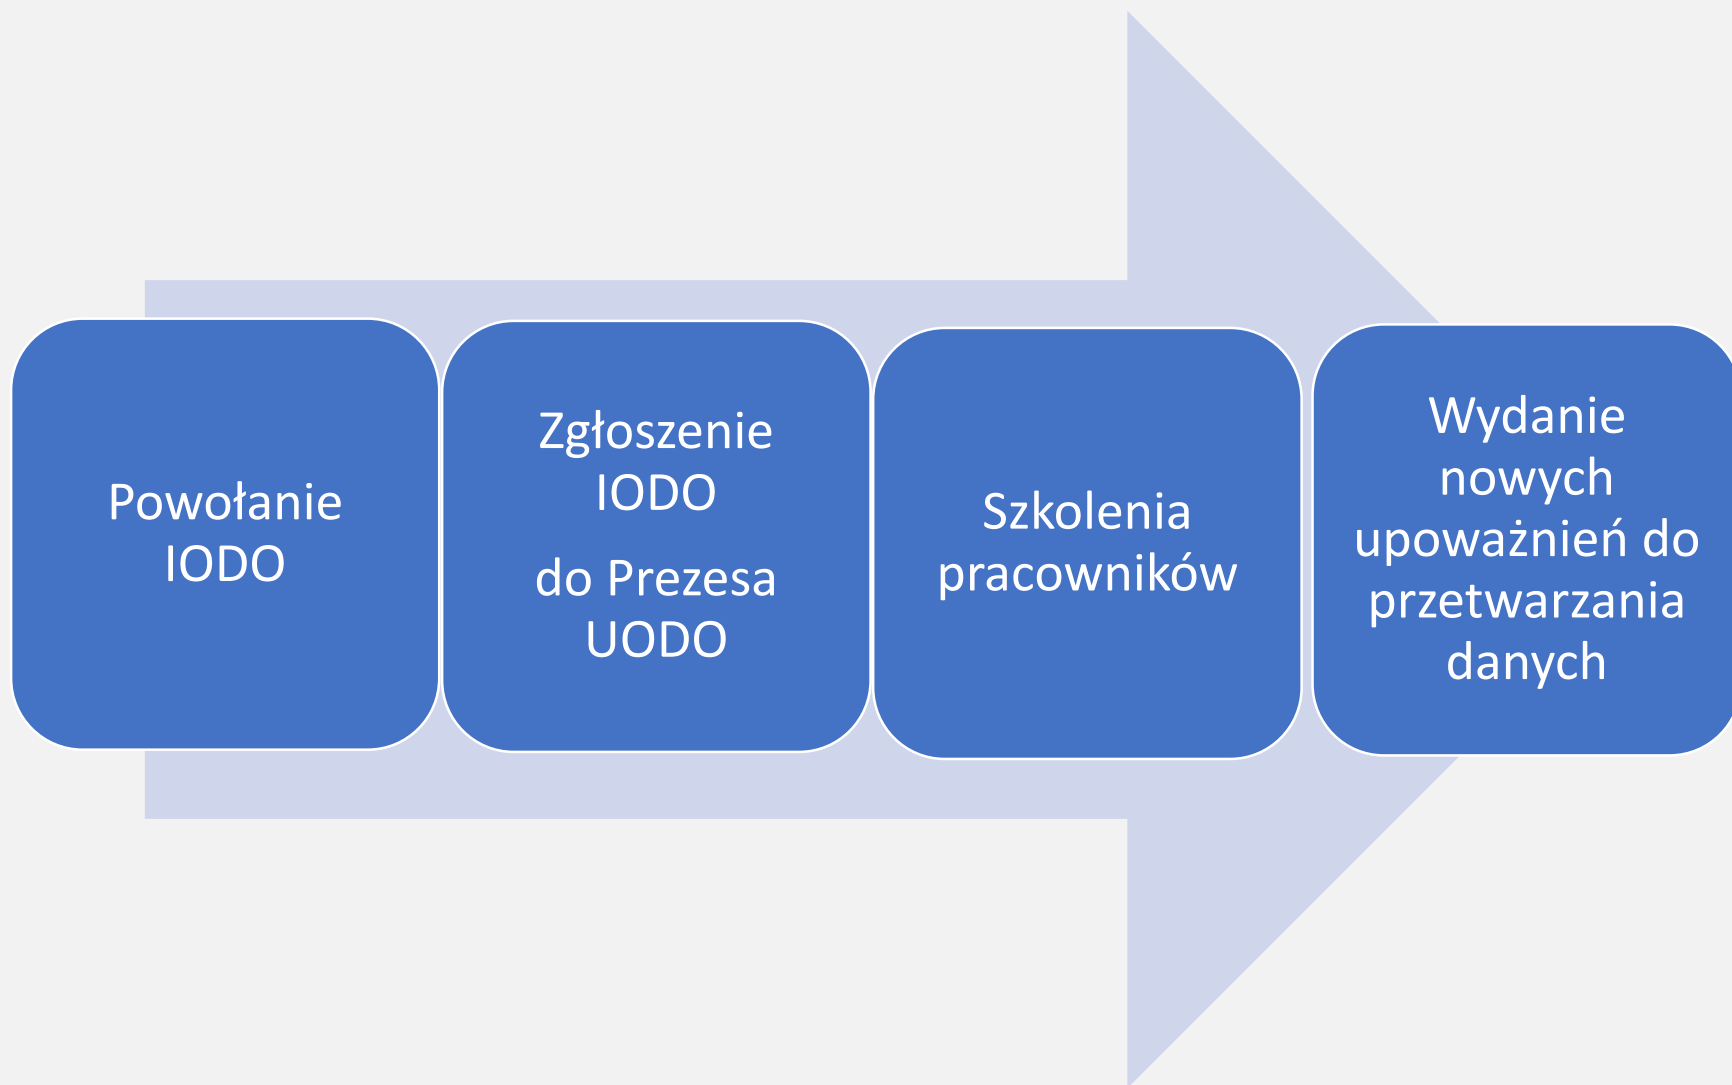 Powołanie
IODO
Zgłoszenie
IODO
do Prezesa
UODO
Szkolenia
pracowników
Wydanie
nowych
upoważnień do
przetwarzania
danych